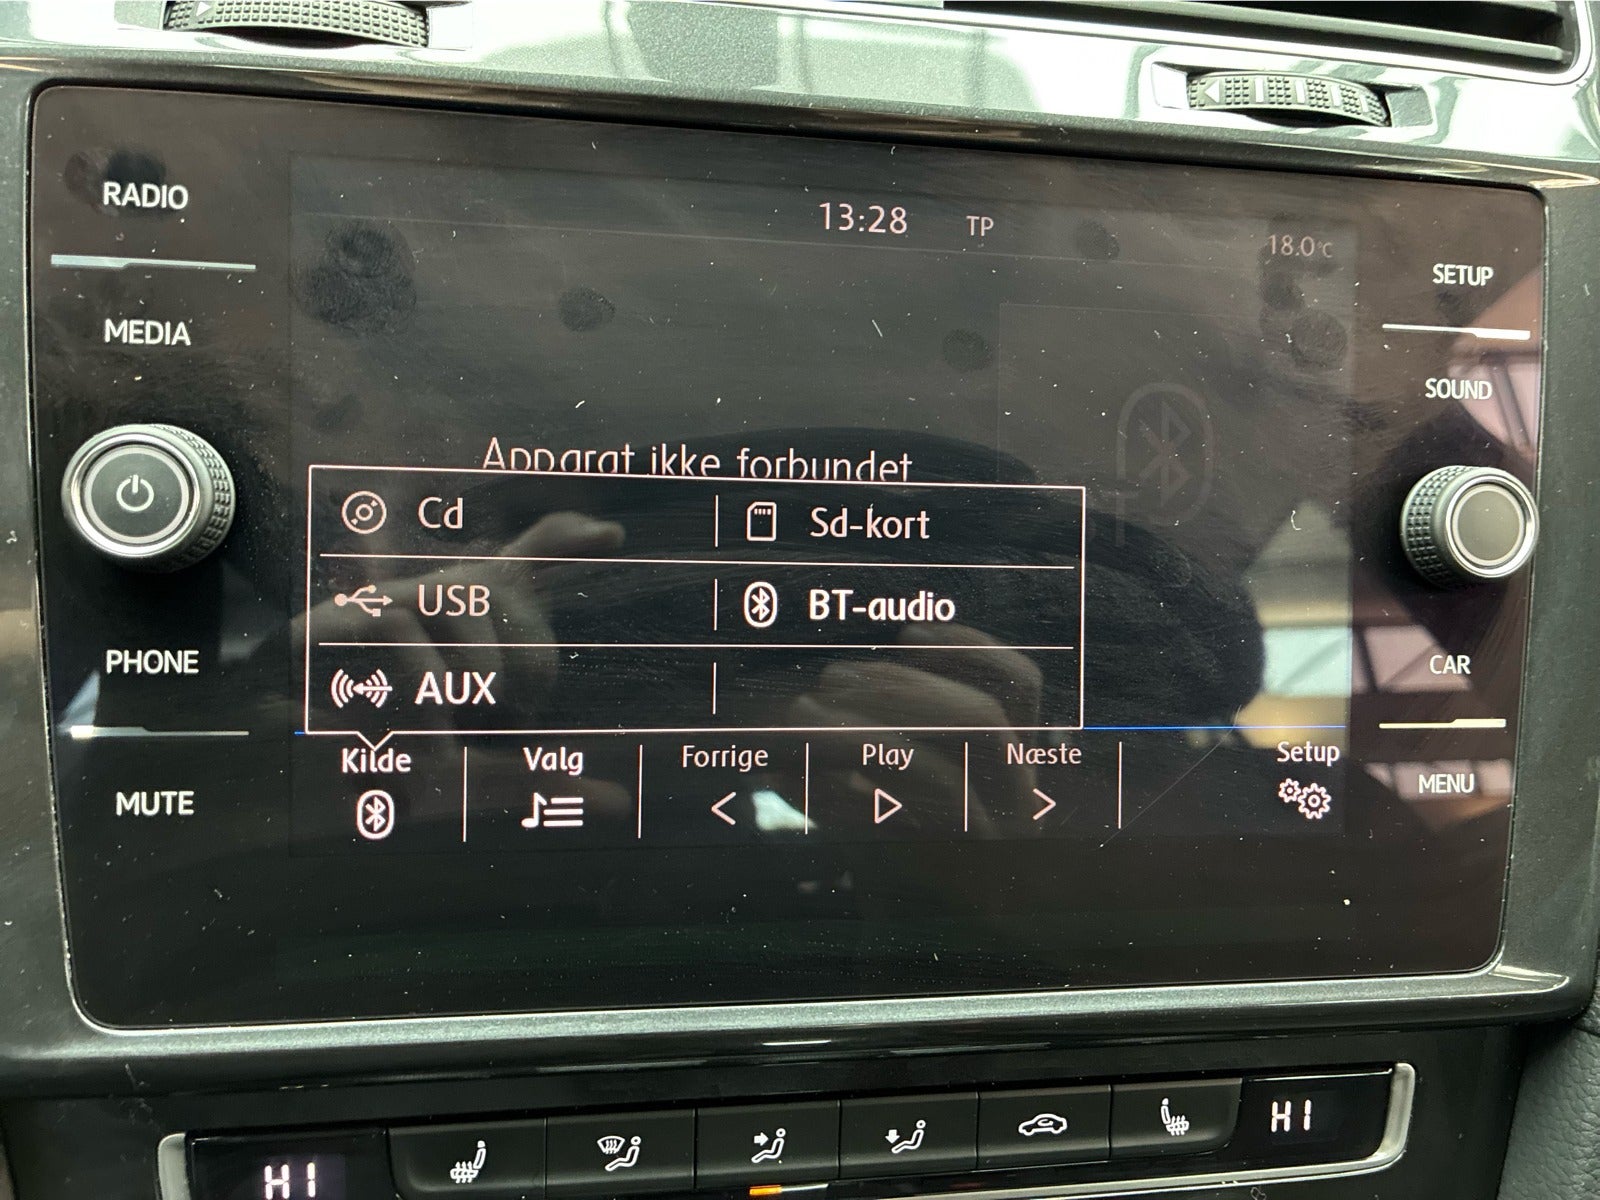 RADIO
MEDIA
PHONE
MUTE
13:28 TP
18.0°C
Apparat ikke forbundet
Cd
Sd-kort
USB
BT-audio
AUX
Kilde
Valg
Forrige
Play
Næste
Setup
SETUP
SOUND
CAR
MENU
HI
HI